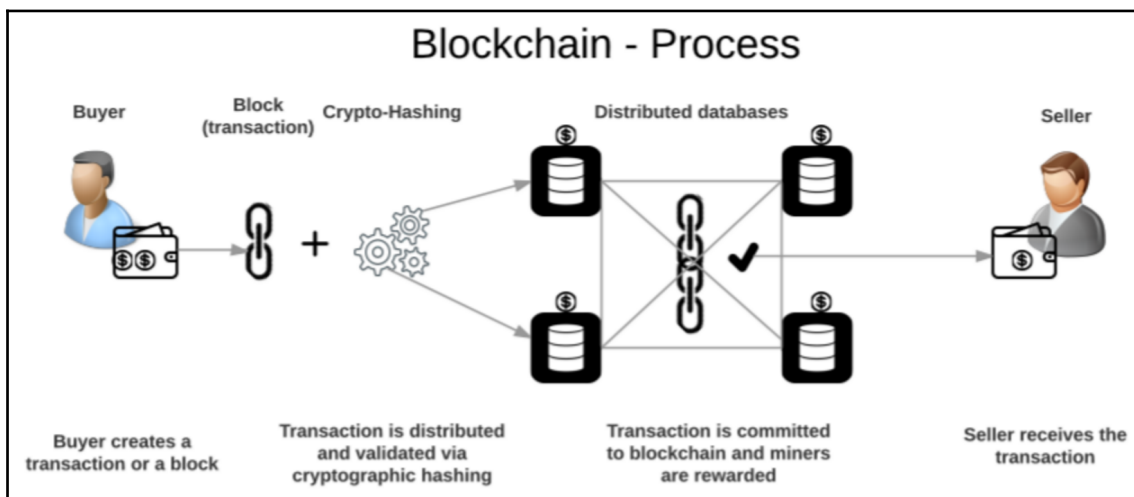 Blockchain - Process
Buyer
Block
(transaction)
Crypto-Hashing
Distributed databases
Seller
$
$
$ $
$
$
$
Buyer creates a
transaction or a block
Transaction is distributed
and validated via
cryptographic hashing
Transaction is committed
to blockchain and miners
are rewarded
Seller receives the
transaction